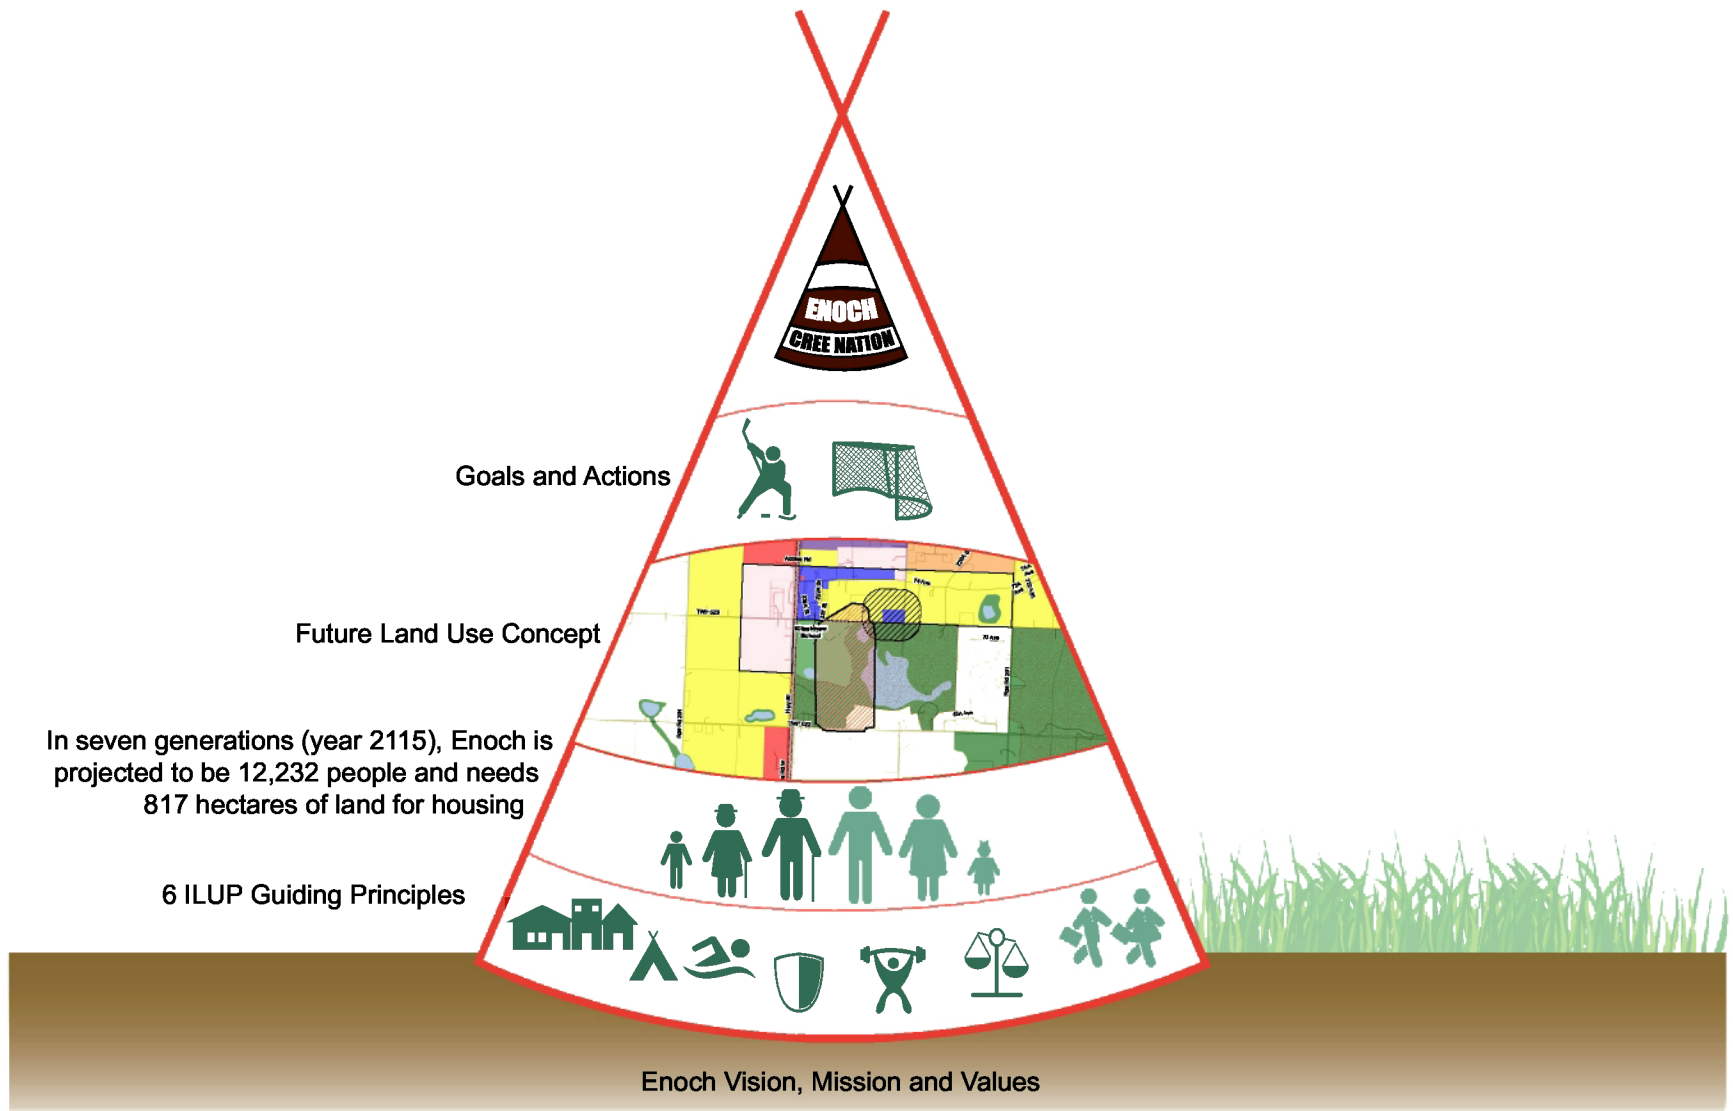 ENOCH
CREE NATION
Goals and Actions
Future Land Use Concept
70 Ave
In seven generations (year 2115), Enoch is
projected to be 12,232 people and needs
817 hectares of land for housing
6 ILUP Guiding Principles
Enoch Vision, Mission and Values